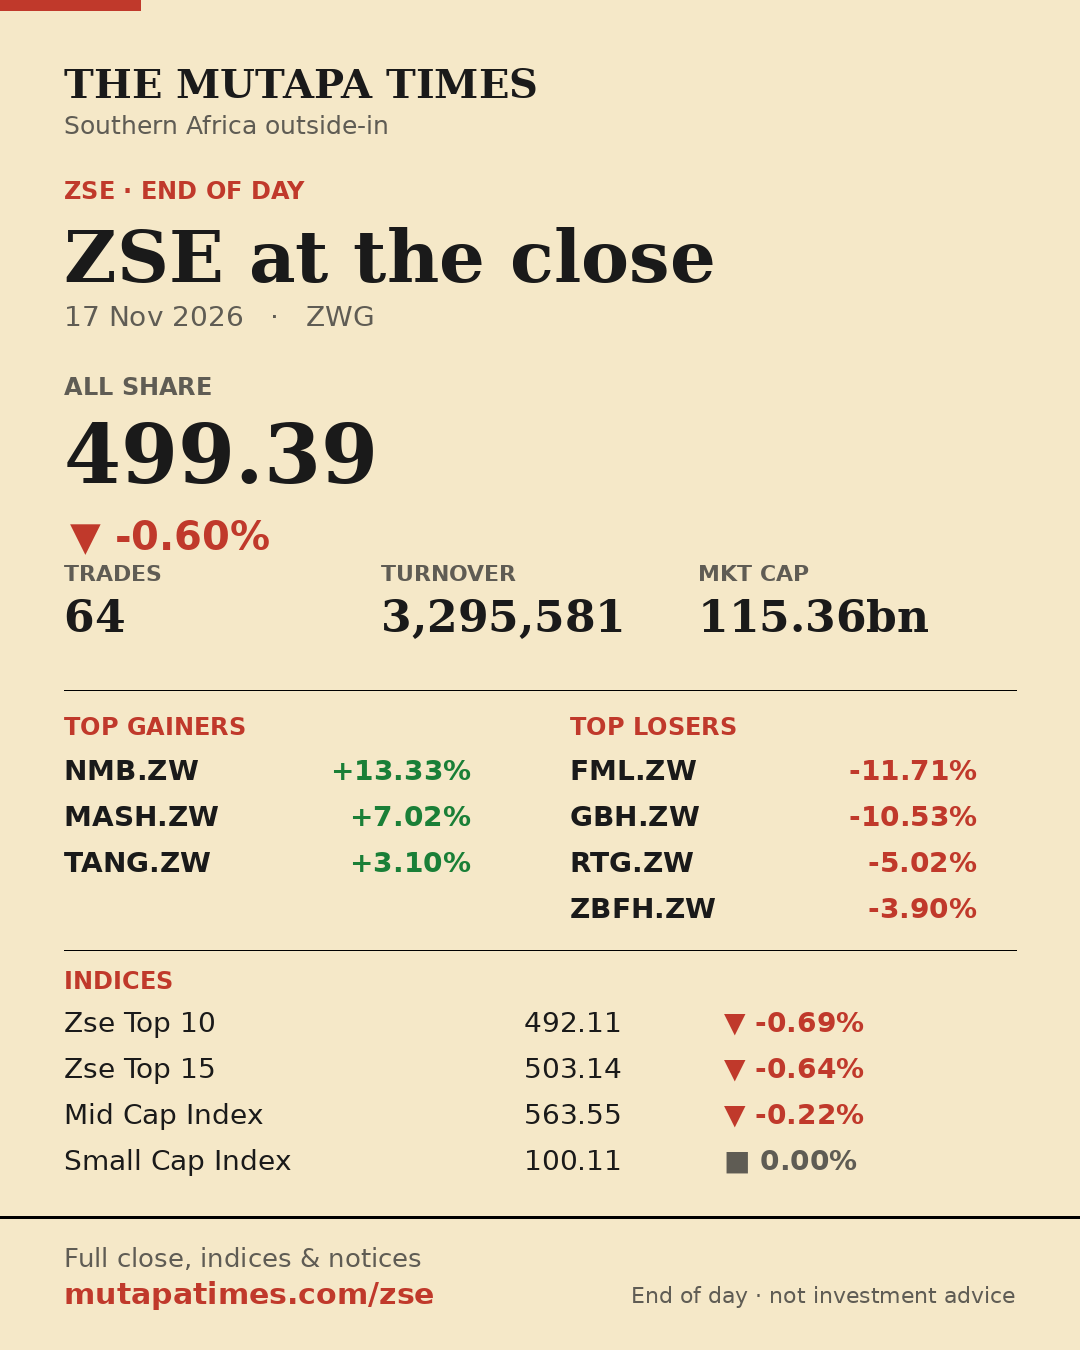 THE MUTAPA TIMES
Southern Africa outside-in
ZSE · END OF DAY
ZSE at the close
17 Nov 2026 · ZWG
ALL SHARE
499.39
▼ -0.60%
TRADES TURNOVER MKT CAP
64 3,295,581 115.36bn
TOP GAINERS TOP LOSERS
NMB.ZW +13.33% FML.ZW -11.71%
MASH.ZW +7.02% GBH.ZW -10.53%
TANG.ZW +3.10% RTG.ZW -5.02%
ZBFH.ZW -3.90%
INDICES
Zse Top 10 492.11 ▼ -0.69%
Zse Top 15 503.14 ▼ -0.64%
Mid Cap Index 563.55 ▼ -0.22%
Small Cap Index 100.11 ■ 0.00%
Full close, indices & notices
mutapatimes.com/zse End of day · not investment advice